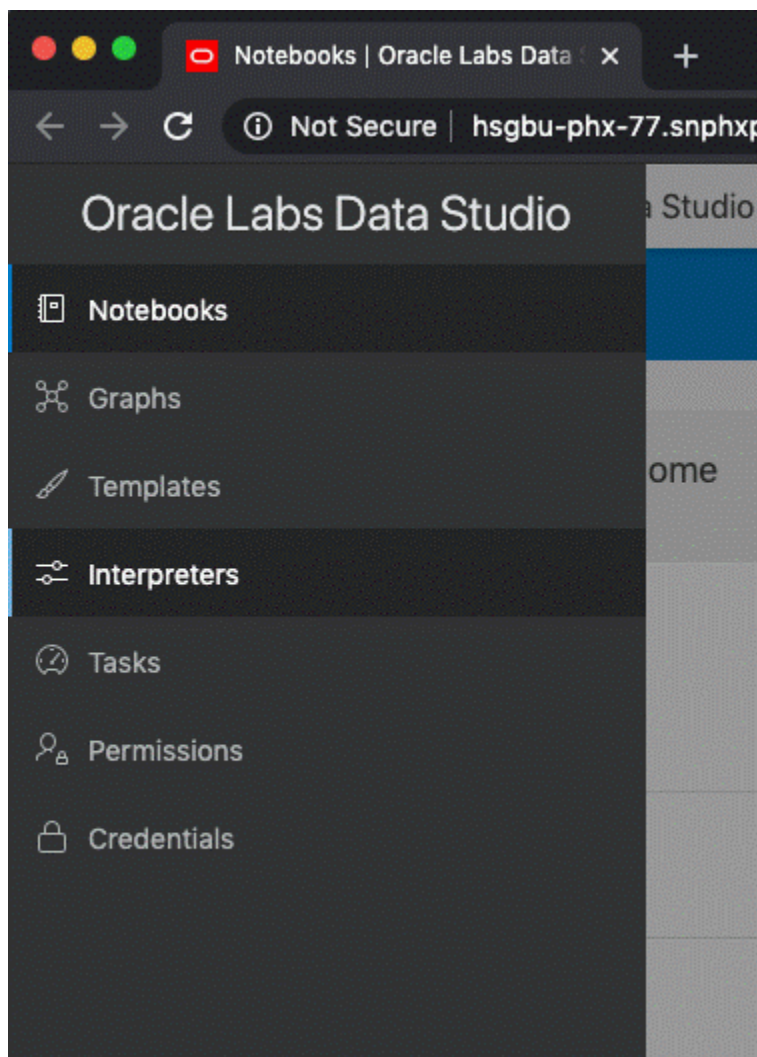 Notebooks | Oracle Labs Data
Not Secure | hsgbu-phx-77.snphxp
Oracle Labs Data Studio
a Studio
Notebooks
Graphs
Templates
ome
Interpreters
Tasks
Permissions
Credentials